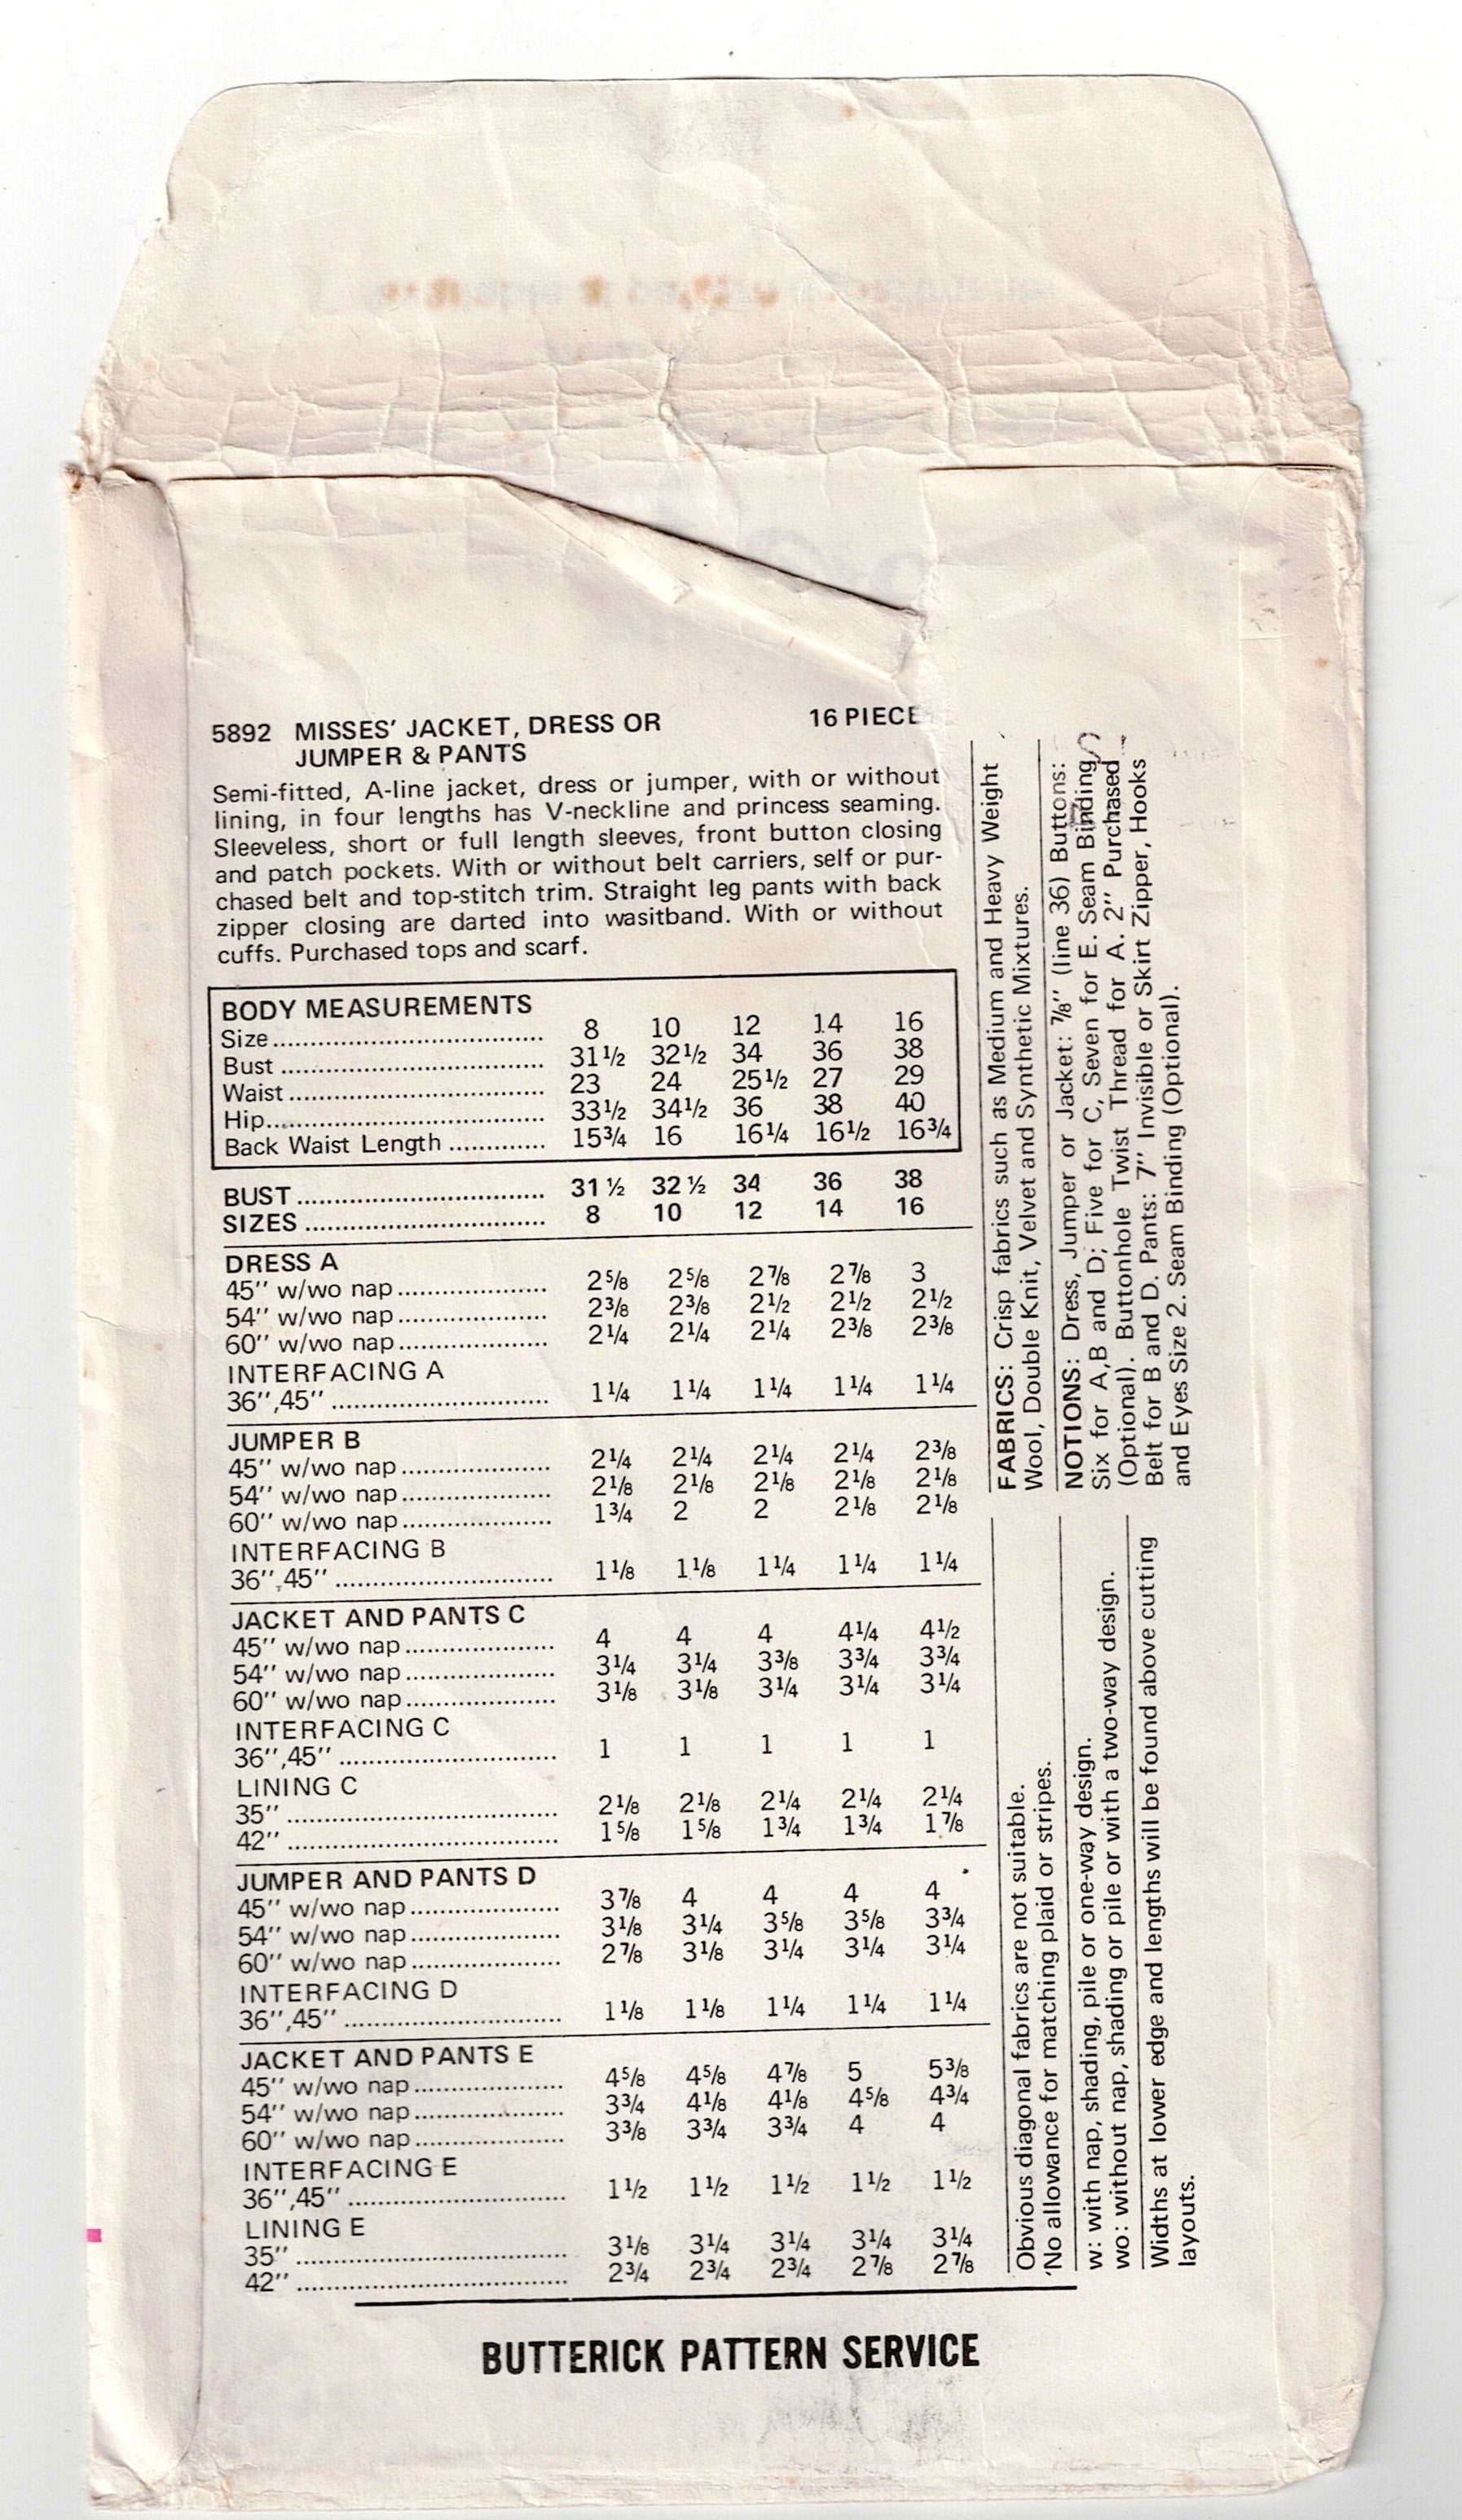 5892 MISSES' JACKET, DRESS OR 16 PIECE
JUMPER & PANTS
Semi-fitted, A-line jacket, dress or jumper, with or without
lining, in four lengths has V-neckline and princess seaming.
Sleeveless, short or full length sleeves, front button closing
and patch pockets. With or without belt carriers, self or pur-
chased belt and top-stitch trim. Straight leg pants with back
zipper closing are darted into wasitband. With or without
cuffs. Purchased tops and scarf.
BODY MEASUREMENTS
Size 8 10 12 14 16
Bust 31½ 32½ 34 36 38
Waist 23 24 25½ 27 29
Hip 33½ 34½ 36 38 40
Back Waist Length 15¾ 16 16¼ 16½ 16¾
BUST 31½ 32½ 34 36 38
SIZES 8 10 12 14 16
DRESS A
45" w/wo nap 2⅝ 2⅝ 2⅞ 2⅞ 3
54" w/wo nap 2⅜ 2⅜ 2½ 2½ 2½
60" w/wo nap 2¼ 2¼ 2¼ 2⅜ 2⅜
INTERFACING A
36",45" 1¼ 1¼ 1¼ 1¼ 1¼
JUMPER B
45" w/wo nap 2¼ 2¼ 2¼ 2¼ 2⅜
54" w/wo nap 2⅛ 2⅛ 2⅛ 2⅛ 2⅛
60" w/wo nap 1¾ 2 2 2⅛ 2⅛
INTERFACING B
36",45" 1⅛ 1⅛ 1¼ 1¼ 1¼
JACKET AND PANTS C
45" w/wo nap 4 4 4 4¼ 4½
54" w/wo nap 3¼ 3¼ 3⅜ 3¾ 3¾
60" w/wo nap 3⅛ 3⅛ 3¼ 3¼ 3¼
INTERFACING C
36",45" 1 1 1 1 1
LINING C
35" 2⅛ 2⅛ 2¼ 2¼ 2¼
42" 1⅝ 1⅝ 1¾ 1¾ 1⅞
JUMPER AND PANTS D
45" w/wo nap 3⅞ 4 4 4 4
54" w/wo nap 3⅛ 3¼ 3⅝ 3⅝ 3¾
60" w/wo nap 2⅞ 3⅛ 3¼ 3¼ 3¼
INTERFACING D
36",45" 1⅛ 1⅛ 1¼ 1¼ 1¼
JACKET AND PANTS E
45" w/wo nap 4⅝ 4⅝ 4⅞ 5 5⅜
54" w/wo nap 3¾ 4⅛ 4⅛ 4⅝ 4¾
60" w/wo nap 3⅜ 3¾ 3¾ 4 4
INTERFACING E
36",45" 1½ 1½ 1½ 1½ 1½
LINING E
35" 3⅛ 3¼ 3¼ 3¼ 3¼
42" 2¾ 2¾ 2¾ 2⅞ 2⅞
FABRICS: Crisp fabrics such as Medium and Heavy Weight
Wool, Double Knit, Velvet and Synthetic Mixtures.
NOTIONS: Dress, Jumper or Jacket: ⅞" (line 36) Buttons:
Six for A,B and D; Five for C, Seven for E. Seam Binding
(Optional). Buttonhole Twist Thread for A. 2" Purchased
Belt for B and D. Pants: 7" Invisible or Skirt Zipper, Hooks
and Eyes Size 2. Seam Binding (Optional).
Obvious diagonal fabrics are not suitable.
No allowance for matching plaid or stripes.
w: with nap, shading, pile or one-way design.
wo: without nap, shading or pile or with a two-way design.
Widths at lower edge and lengths will be found above cutting
layouts.
BUTTERICK PATTERN SERVICE